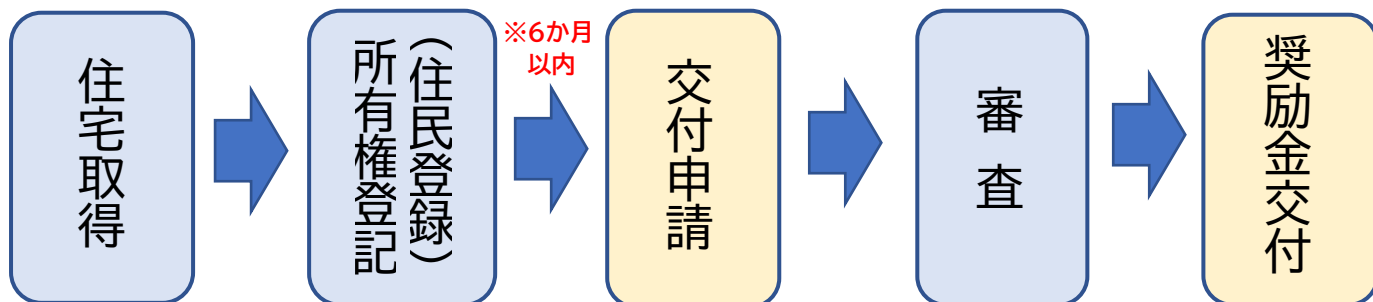 住宅取得
（住民登録）
所有権登記
※6か月
以内
交付申請
審査
奨励金交付